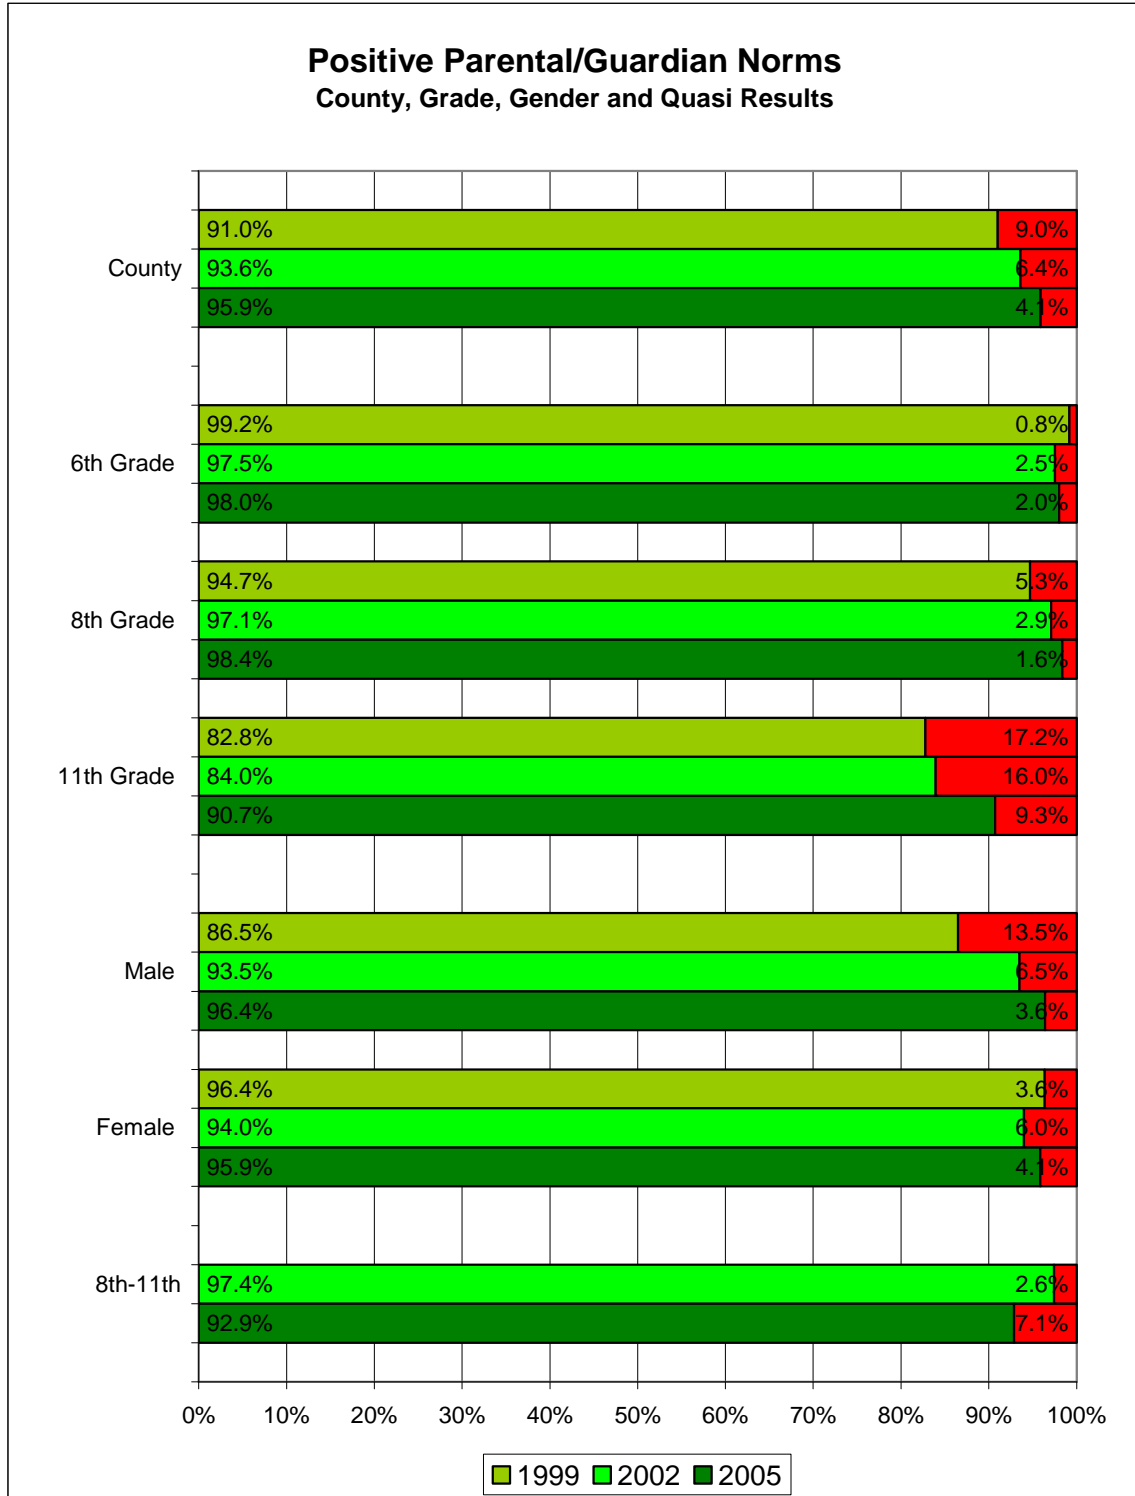 Positive Parental/Guardian Norms
County, Grade, Gender and Quasi Results
91.0% 9.0%
County 93.6% 6.4%
95.9% 4.1%
99.2% 0.8%
6th Grade 97.5% 2.5%
98.0% 2.0%
94.7% 5.3%
8th Grade 97.1% 2.9%
98.4% 1.6%
82.8% 17.2%
11th Grade 84.0% 16.0%
90.7% 9.3%
86.5% 13.5%
Male 93.5% 6.5%
96.4% 3.6%
96.4% 3.6%
Female 94.0% 6.0%
95.9% 4.1%
8th-11th 97.4% 2.6%
92.9% 7.1%
0% 10% 20% 30% 40% 50% 60% 70% 80% 90% 100%
1999 2002 2005